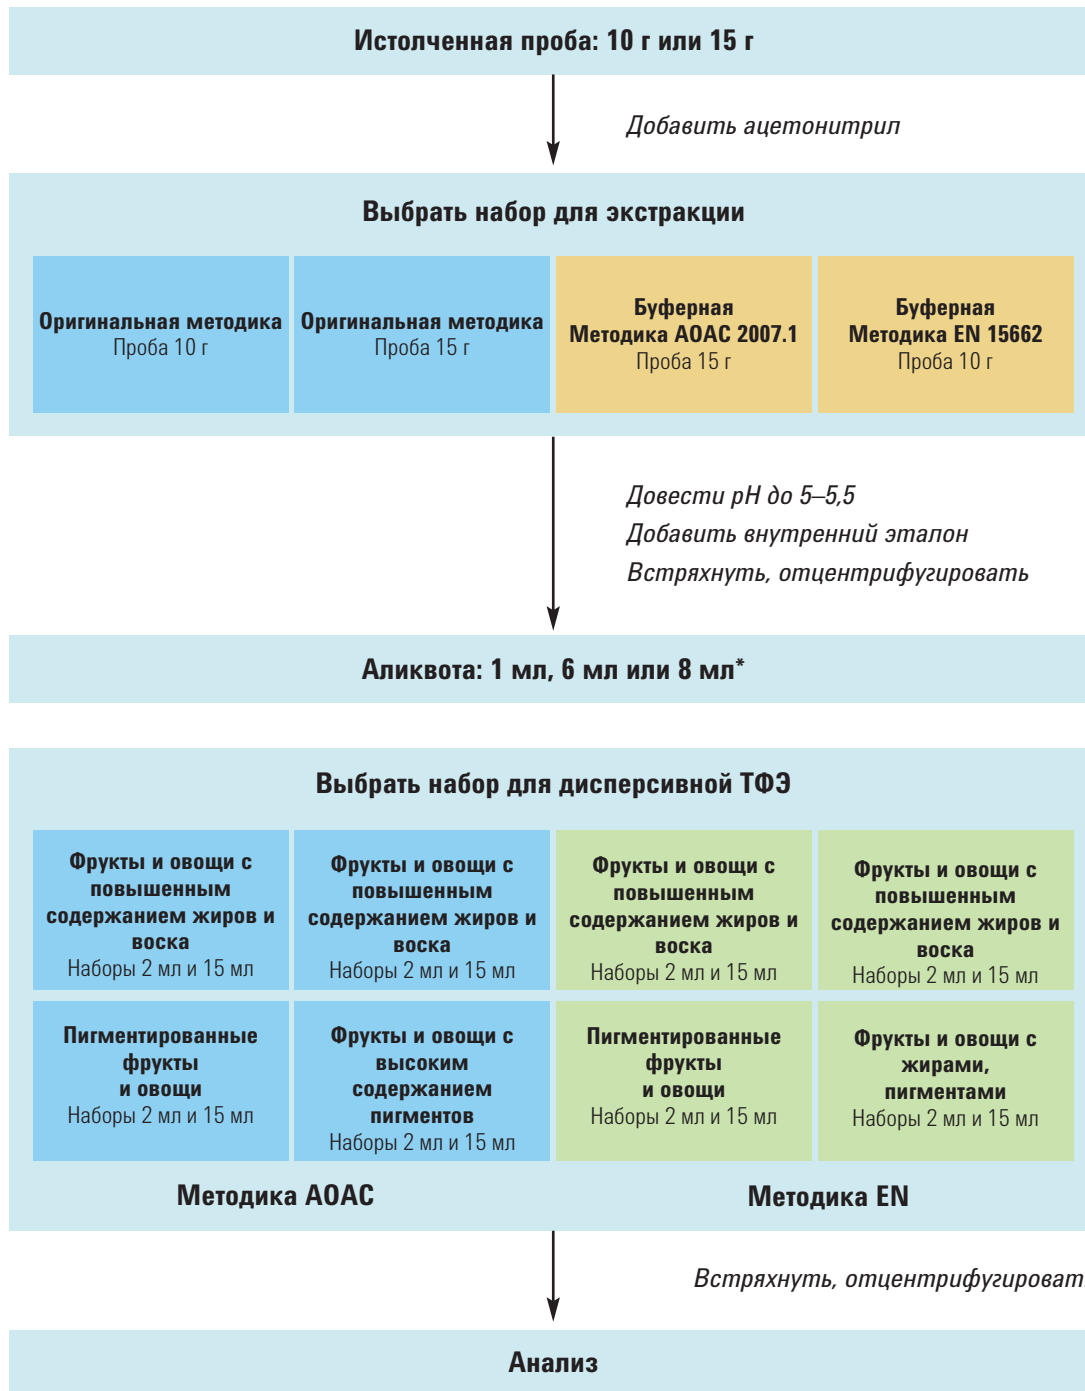 Истолченная проба: 10 г или 15 г
Добавить ацетонитрил
Выбрать набор для экстракции
Оригинальная методика
Проба 10 г
Оригинальная методика
Проба 15 г
Буферная
Методика AOAC 2007.1
Проба 15 г
Буферная
Методика EN 15662
Проба 10 г
Довести pH до 5–5,5
Добавить внутренний эталон
Встряхнуть, отцентрифугировать
Аликвота: 1 мл, 6 мл или 8 мл*
Выбрать набор для дисперсивной ТФЭ
Фрукты и овощи с
повышенным
содержанием жиров и
воска
Наборы 2 мл и 15 мл
Фрукты и овощи с
повышенным
содержанием жиров и
воска
Наборы 2 мл и 15 мл
Фрукты и овощи с
повышенным
содержанием жиров и
воска
Наборы 2 мл и 15 мл
Фрукты и овощи с
повышенным
содержанием жиров и
воска
Наборы 2 мл и 15 мл
Пигментированные
фрукты
и овощи
Наборы 2 мл и 15 мл
Фрукты и овощи с
высоким
содержанием
пигментов
Наборы 2 мл и 15 мл
Пигментированные
фрукты
и овощи
Наборы 2 мл и 15 мл
Фрукты и овощи с
жирами,
пигментами
Наборы 2 мл и 15 мл
Методика AOAC
Методика EN
Встряхнуть, отцентрифугироват
Анализ